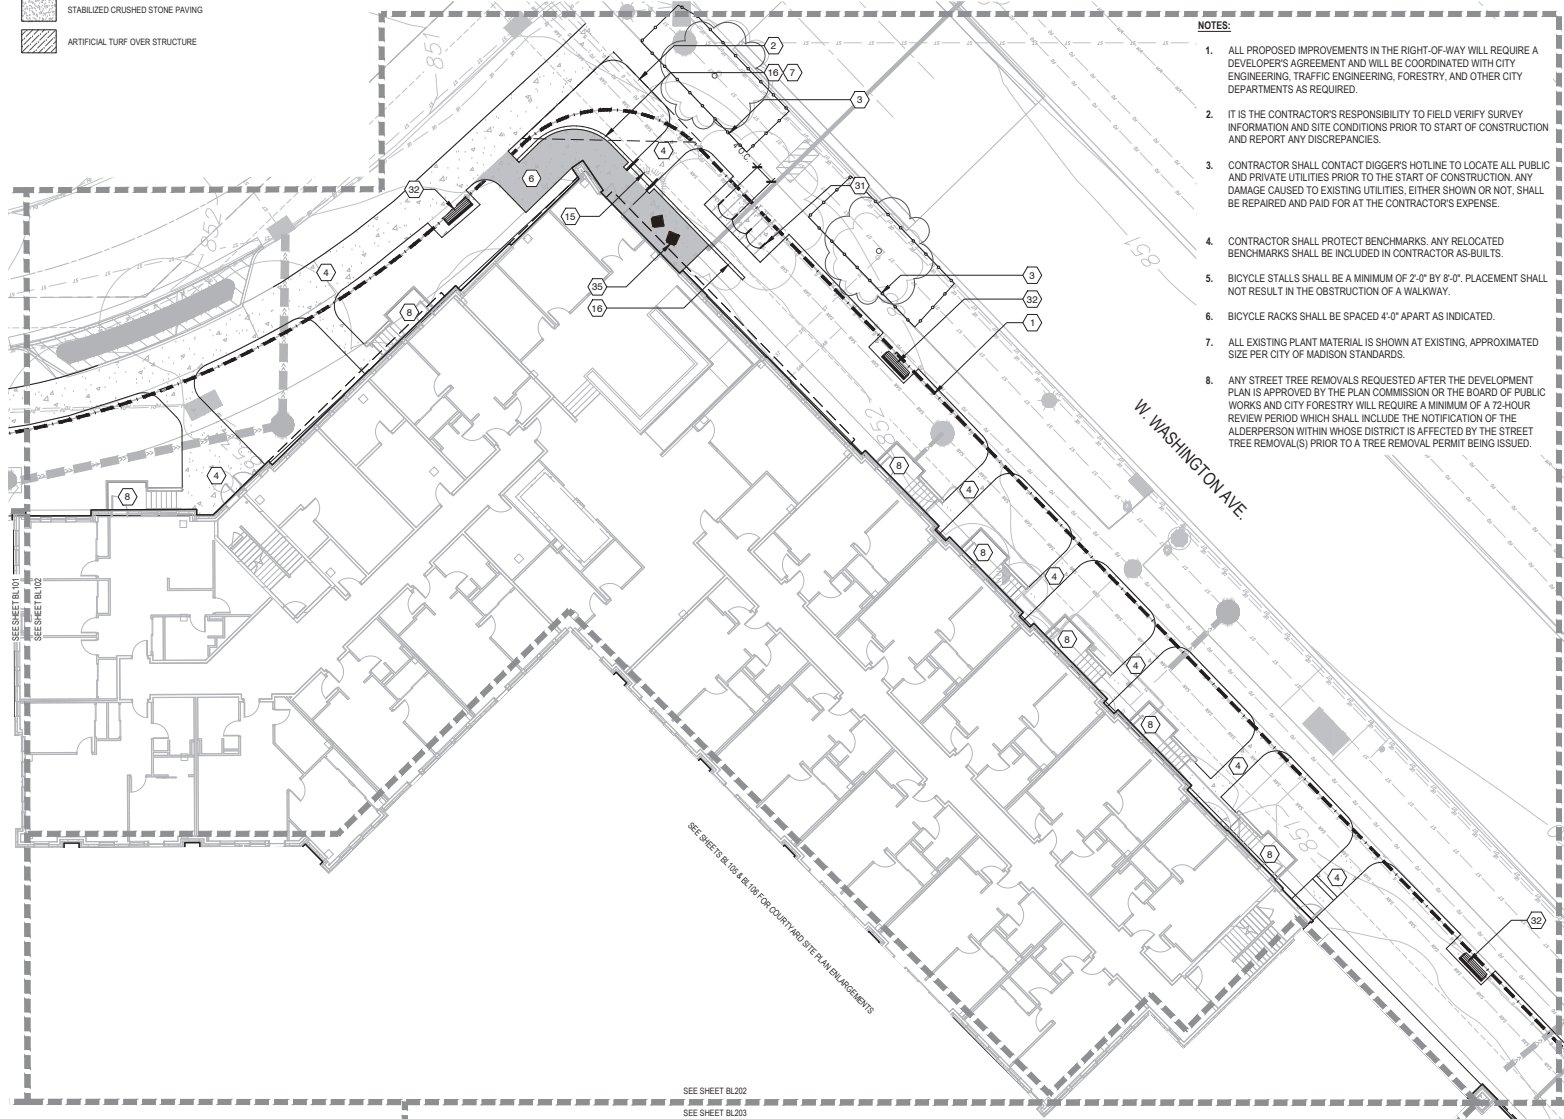 STABILIZED CRUSHED STONE PAVING
ARTIFICIAL TURF OVER STRUCTURE
NOTES:
1. ALL PROPOSED IMPROVEMENTS IN THE RIGHT-OF-WAY WILL REQUIRE A
DEVELOPER'S AGREEMENT AND WILL BE COORDINATED WITH CITY
ENGINEERING, TRAFFIC ENGINEERING, FORESTRY, AND OTHER CITY
DEPARTMENTS AS REQUIRED.
2. IT IS THE CONTRACTOR'S RESPONSIBILITY TO FIELD VERIFY SURVEY
INFORMATION AND SITE CONDITIONS PRIOR TO START OF CONSTRUCTION
AND REPORT ANY DISCREPANCIES.
3. CONTRACTOR SHALL CONTACT DIGGER'S HOTLINE TO LOCATE ALL PUBLIC
AND PRIVATE UTILITIES PRIOR TO THE START OF CONSTRUCTION. ANY
DAMAGE CAUSED TO EXISTING UTILITIES, EITHER SHOWN OR NOT, SHALL
BE REPAIRED AND PAID FOR AT THE CONTRACTOR'S EXPENSE.
4. CONTRACTOR SHALL PROTECT BENCHMARKS. ANY RELOCATED
BENCHMARKS SHALL BE INCLUDED IN CONTRACTOR AS-BUILTS.
5. BICYCLE STALLS SHALL BE A MINIMUM OF 2'-0" BY 8'-0". PLACEMENT SHALL
NOT RESULT IN THE OBSTRUCTION OF A WALKWAY.
6. BICYCLE RACKS SHALL BE SPACED 4'-0" APART AS INDICATED.
7. ALL EXISTING PLANT MATERIAL IS SHOWN AT EXISTING, APPROXIMATED
SIZE PER CITY OF MADISON STANDARDS.
8. ANY STREET TREE REMOVALS REQUESTED AFTER THE DEVELOPMENT
PLAN IS APPROVED BY THE PLAN COMMISSION OR THE BOARD OF PUBLIC
WORKS AND CITY FORESTRY WILL REQUIRE A MINIMUM OF A 72-HOUR
REVIEW PERIOD WHICH SHALL INCLUDE THE NOTIFICATION OF THE
ALDERPERSON WITHIN WHOSE DISTRICT IS AFFECTED BY THE STREET
TREE REMOVAL(S) PRIOR TO A TREE REMOVAL PERMIT BEING ISSUED.
851
2
16 7
3
4
4' OC
6
32
31
15
852
851
4
35
3
16
32
8
1
W. WASHINGTON AVE.
852
8
4
4
8
8
4
SEE SHEET BL101
SEE SHEET BL102
8
4
8
4
851
8
4
SEE SHEETS BL105 & BL106 FOR COURTYARD SITE PLAN ENLARGEMENTS
32
SEE SHEET BL202
SEE SHEET BL203